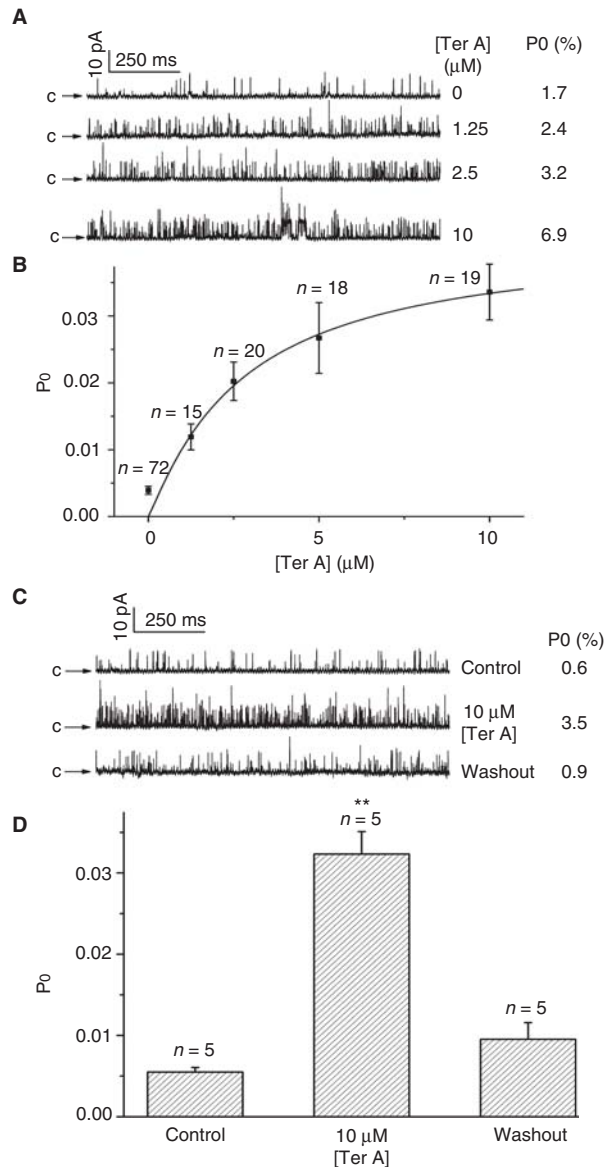 A
10 pA
250 ms
[Ter A] P0 (%)
(μM)
c 0 1.7
c 1.25 2.4
c 2.5 3.2
c 10 6.9
B
P0
0.03
0.02
0.01
0.00
n = 72
n = 15
n = 20
n = 18
n = 19
0 5 10
[Ter A] (μM)
C
10 pA
250 ms
P0 (%)
c Control 0.6
c 10 μM [Ter A] 3.5
c Washout 0.9
D
P0
0.03
0.02
0.01
0.00
n = 5
**
n = 5
n = 5
Control 10 μM Washout
[Ter A]